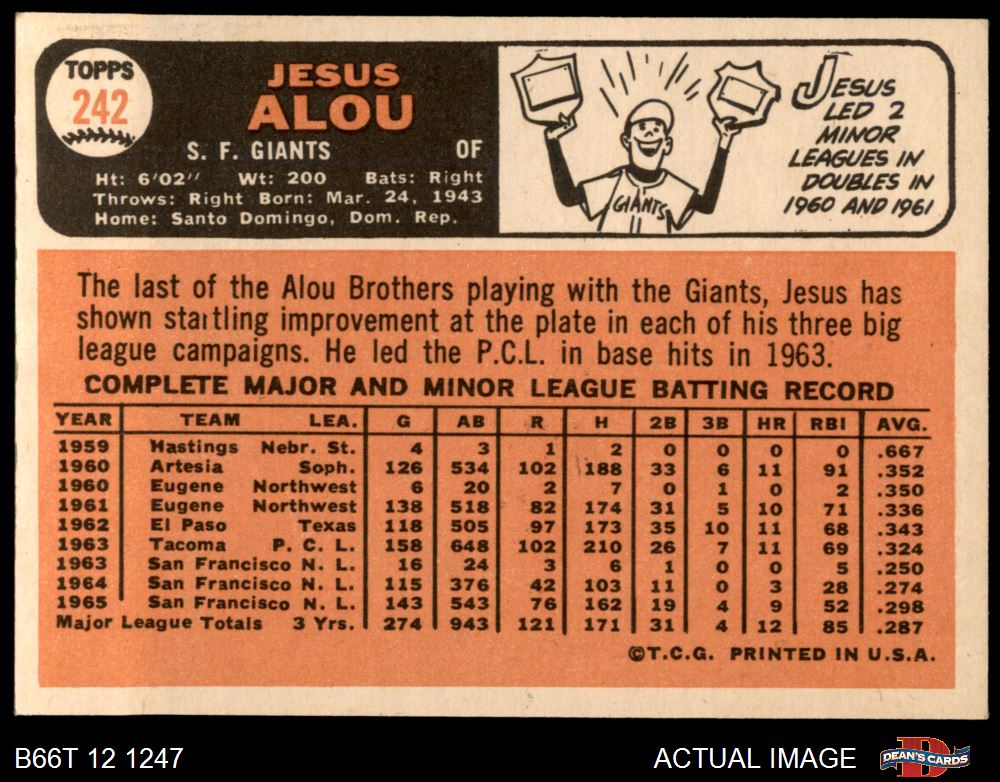 TOPPS
242
JESUS
ALOU
S. F. GIANTS OF
Ht: 6'02" Wt: 200 Bats: Right
Throws: Right Born: Mar. 24, 1943
Home: Santo Domingo, Dom. Rep.
GIANTS
JESUS
LED 2
MINOR
LEAGUES IN
DOUBLES IN
1960 AND 1961
The last of the Alou Brothers playing with the Giants, Jesus has
shown startling improvement at the plate in each of his three big
league campaigns. He led the P.C.L. in base hits in 1963.
COMPLETE MAJOR AND MINOR LEAGUE BATTING RECORD
YEAR TEAM LEA. G AB R H 2B 3B HR RBI AVG.
1959 Hastings Nebr. St. 4 3 1 2 0 0 0 0 .667
1960 Artesia Soph. 126 534 102 188 33 6 11 91 .352
1960 Eugene Northwest 6 20 2 7 0 1 0 2 .350
1961 Eugene Northwest 138 518 82 174 31 5 10 71 .336
1962 El Paso Texas 118 505 97 173 35 10 11 68 .343
1963 Tacoma P. C. L. 158 648 102 210 26 7 11 69 .324
1963 San Francisco N. L. 16 24 3 6 1 0 0 5 .250
1964 San Francisco N. L. 115 376 42 103 11 0 3 28 .274
1965 San Francisco N. L. 143 543 76 162 19 4 9 52 .298
Major League Totals 3 Yrs. 274 943 121 171 31 4 12 85 .287
©T.C.G. PRINTED IN U.S.A.
B66T 12 1247 ACTUAL IMAGE
DEAN'S CARDS